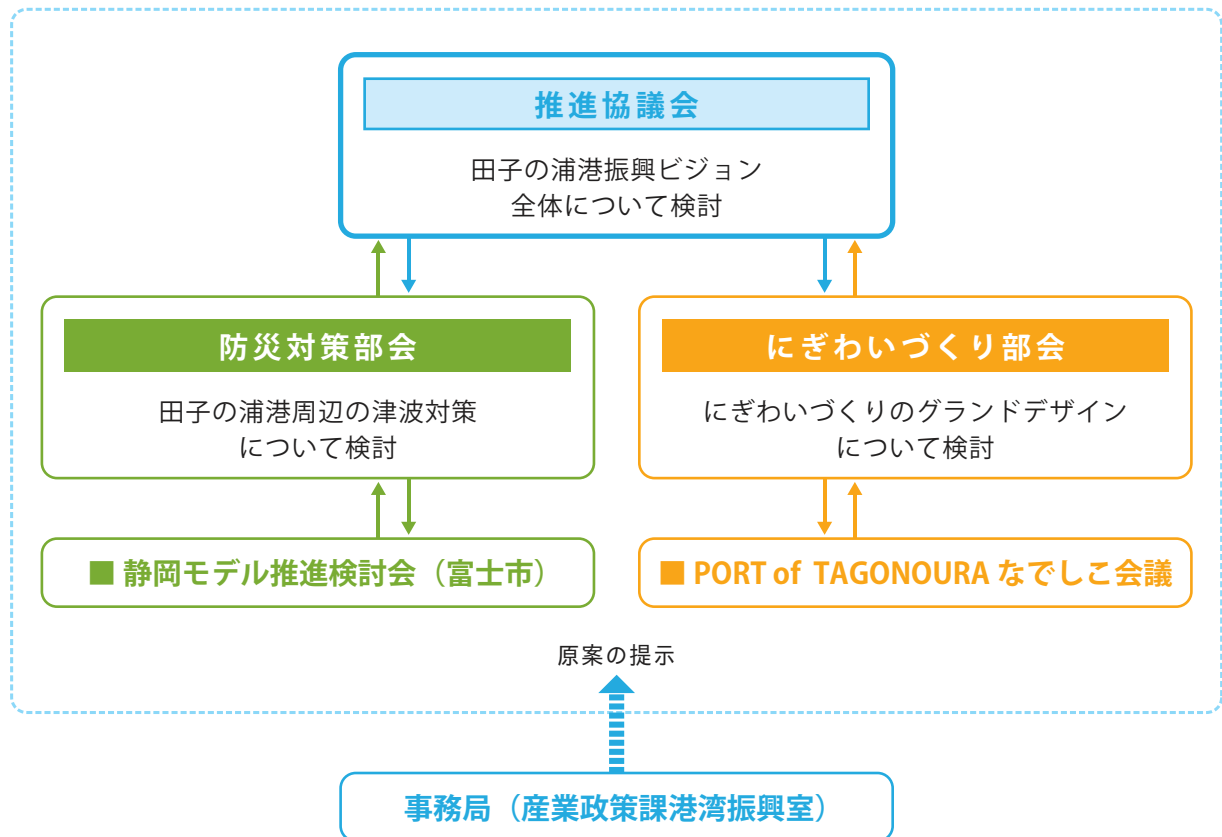 推進協議会
田子の浦港振興ビジョン
全体について検討
防災対策部会
田子の浦港周辺の津波対策
について検討
にぎわいづくり部会
にぎわいづくりのグランドデザイン
について検討
■ 静岡モデル推進検討会（富士市）
■ PORT of TAGONOURA なでしこ会議
原案の提示
事務局（産業政策課港湾振興室）